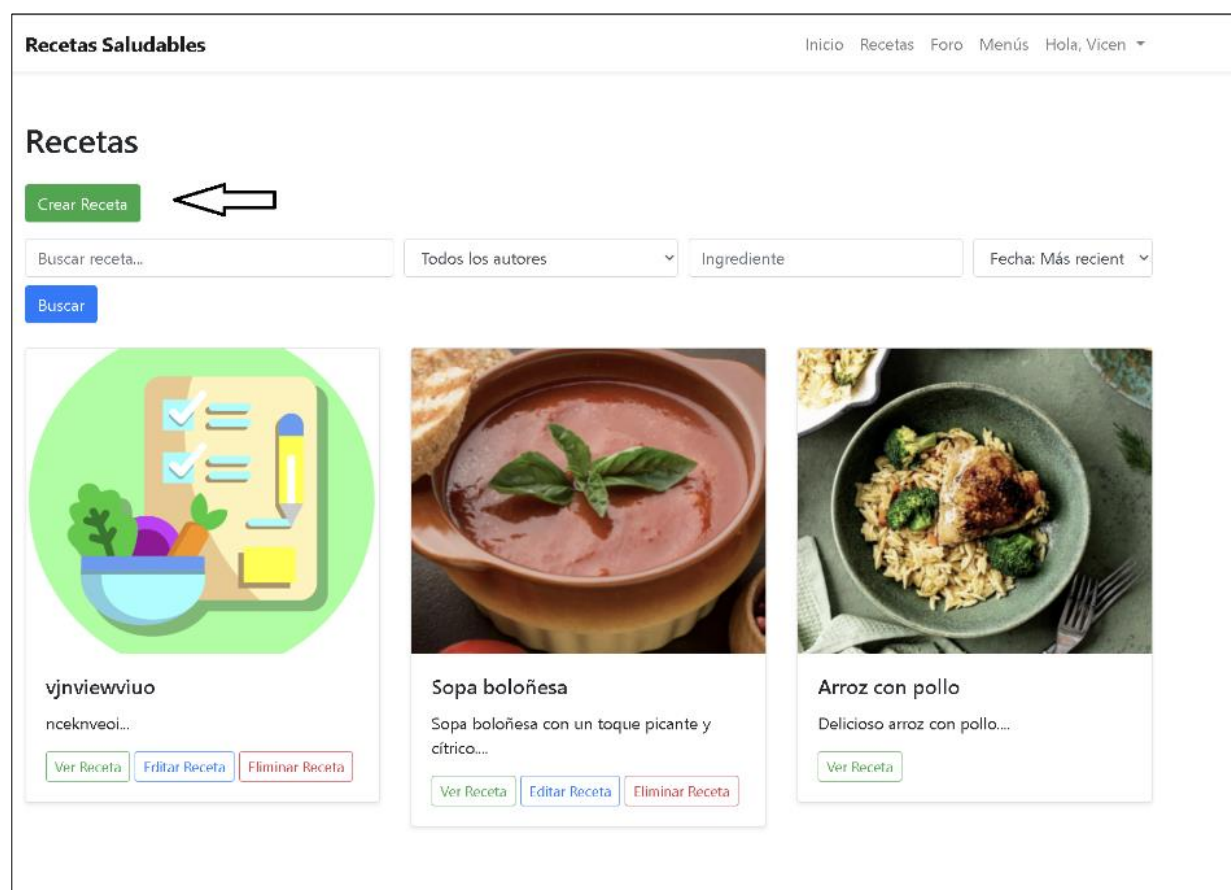 Recetas Saludables
Inicio Recetas Foro Menús Hola, Vicen
Recetas
Crear Receta
Buscar receta...
Todos los autores
Ingrediente
Fecha: Más recient
Buscar
vjnviewviuo
nceknveoi...
Ver Receta Editar Receta Eliminar Receta
Sopa boloñesa
Sopa boloñesa con un toque picante y
cítrico....
Ver Receta Editar Receta Eliminar Receta
Arroz con pollo
Delicioso arroz con pollo....
Ver Receta